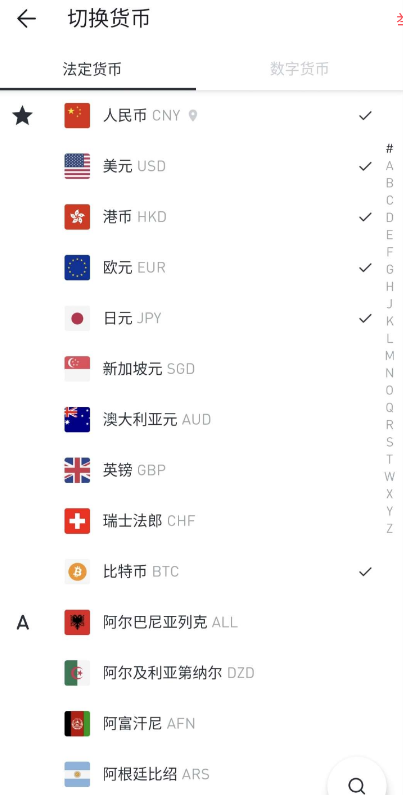 切换货币
法定货币
数字货币
人民币 CNY
美元 USD
港币 HKD
欧元 EUR
日元 JPY
新加坡元 SGD
澳大利亚元 AUD
英镑 GBP
瑞士法郎 CHF
比特币 BTC
A
阿尔巴尼亚列克 ALL
阿尔及利亚第纳尔 DZD
阿富汗尼 AFN
阿根廷比绍 ARS
#
A
B
C
D
E
F
G
H
J
K
L
M
N
O
Q
R
S
T
W
X
Y
Z